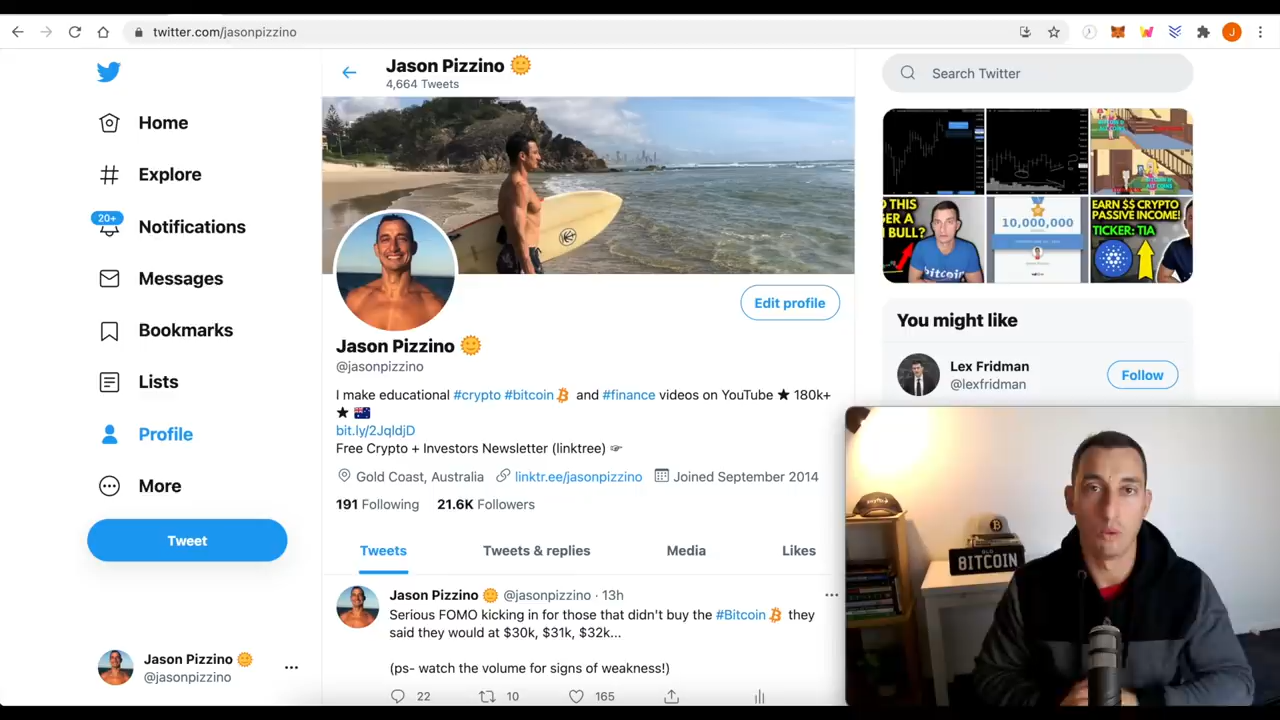 twitter.com/jasonpizzino
J
Home
Explore
20+
Notifications
Messages
Bookmarks
Lists
Profile
More
Tweet
Jason Pizzino 🌞
@jasonpizzino
Jason Pizzino 🌞
4,664 Tweets
Edit profile
Jason Pizzino 🌞
@jasonpizzino
I make educational #crypto #bitcoin and #finance videos on YouTube ★ 180k+
★ 🇦🇺
bit.ly/2JqldjD
Free Crypto + Investors Newsletter (linktree) ☞
Gold Coast, Australia linktr.ee/jasonpizzino Joined September 2014
191 Following 21.6K Followers
Tweets Tweets & replies Media Likes
Jason Pizzino 🌞 @jasonpizzino · 13h
Serious FOMO kicking in for those that didn't buy the #Bitcoin they
said they would at $30k, $31k, $32k...
(ps- watch the volume for signs of weakness!)
22 10 165
Search Twitter
D THIS
ER A
BULL?
bitcoin
10,000,000
EARN $$ CRYPTO
PASSIVE INCOME!
TICKER: TIA
You might like
Lex Fridman
@lexfridman
Follow
BITCOIN